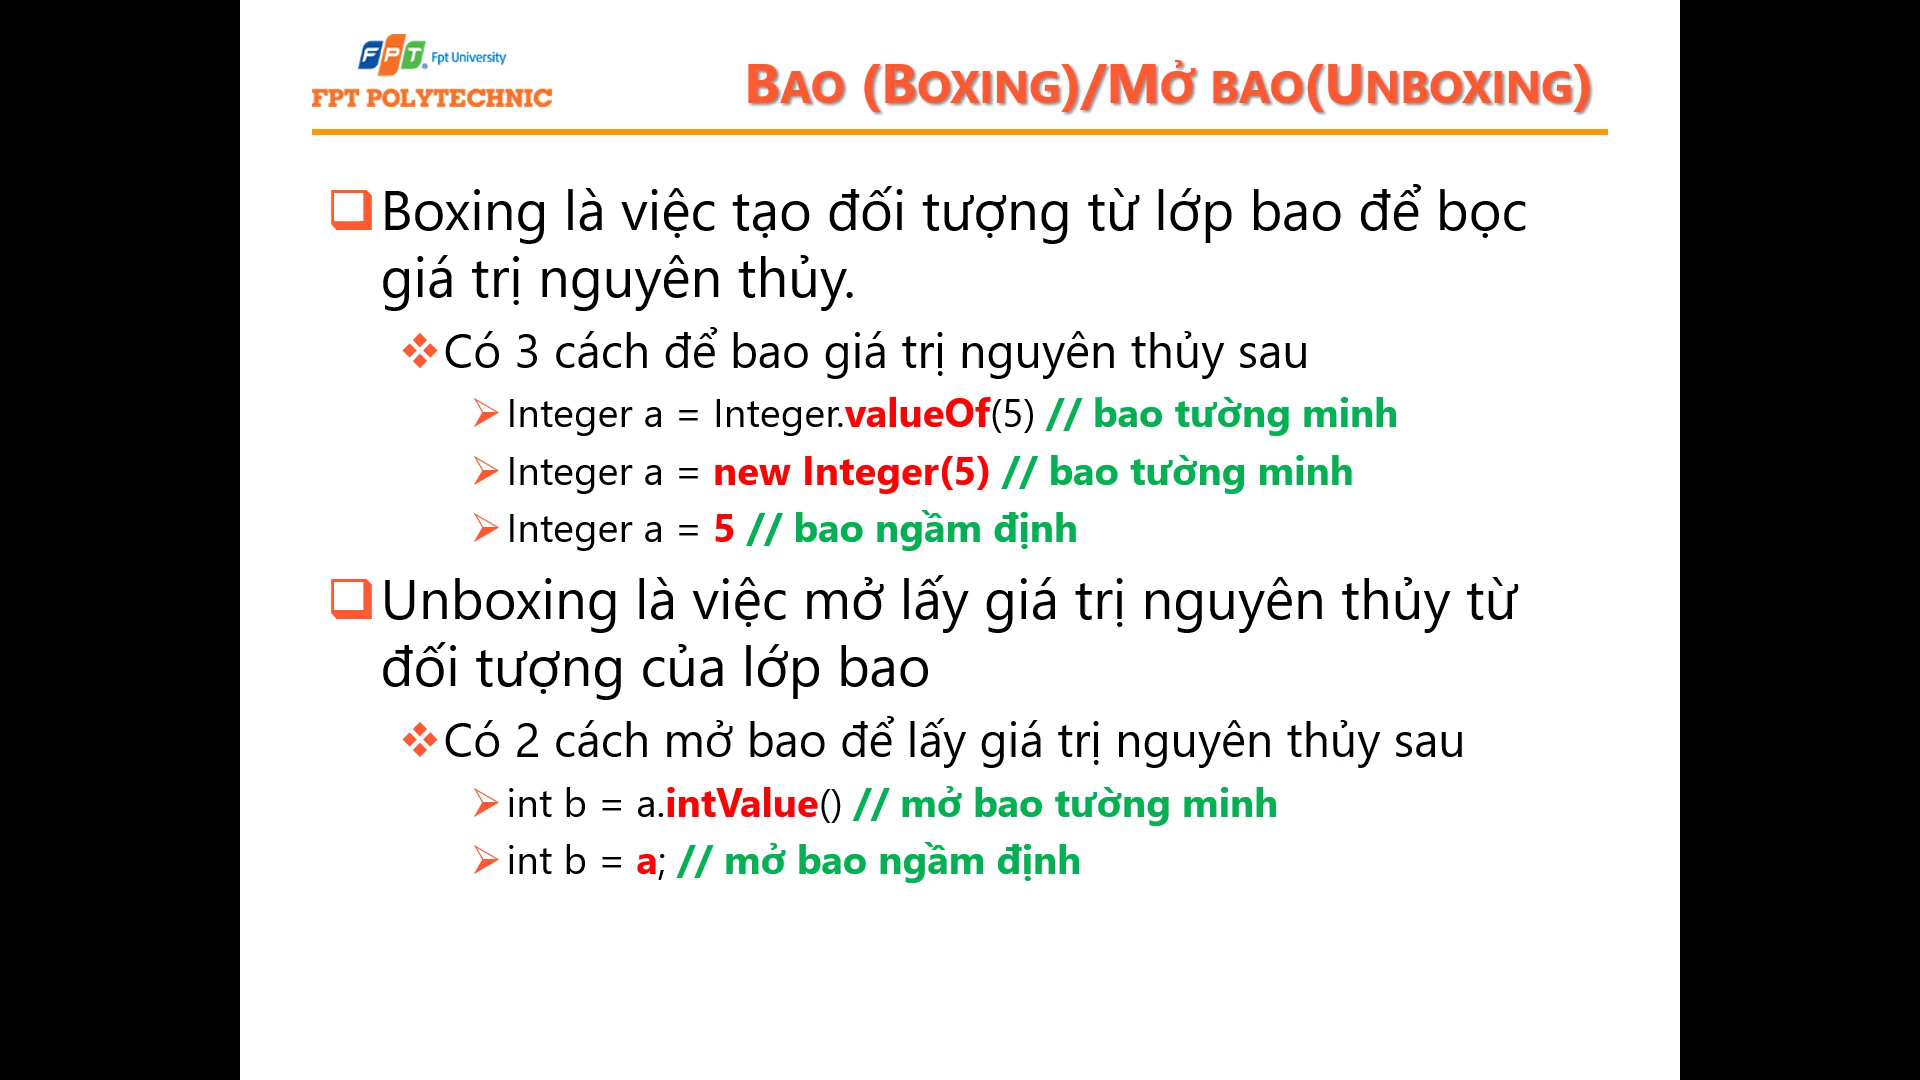 FPT. Fpt University
FPT POLYTECHNIC
BAO (BOXING)/MỞ BAO(UNBOXING)
Boxing là việc tạo đối tượng từ lớp bao để bọc
giá trị nguyên thủy.
Có 3 cách để bao giá trị nguyên thủy sau
Integer a = Integer.valueOf(5) // bao tường minh
Integer a = new Integer(5) // bao tường minh
Integer a = 5 // bao ngầm định
Unboxing là việc mở lấy giá trị nguyên thủy từ
đối tượng của lớp bao
Có 2 cách mở bao để lấy giá trị nguyên thủy sau
int b = a.intValue() // mở bao tường minh
int b = a; // mở bao ngầm định